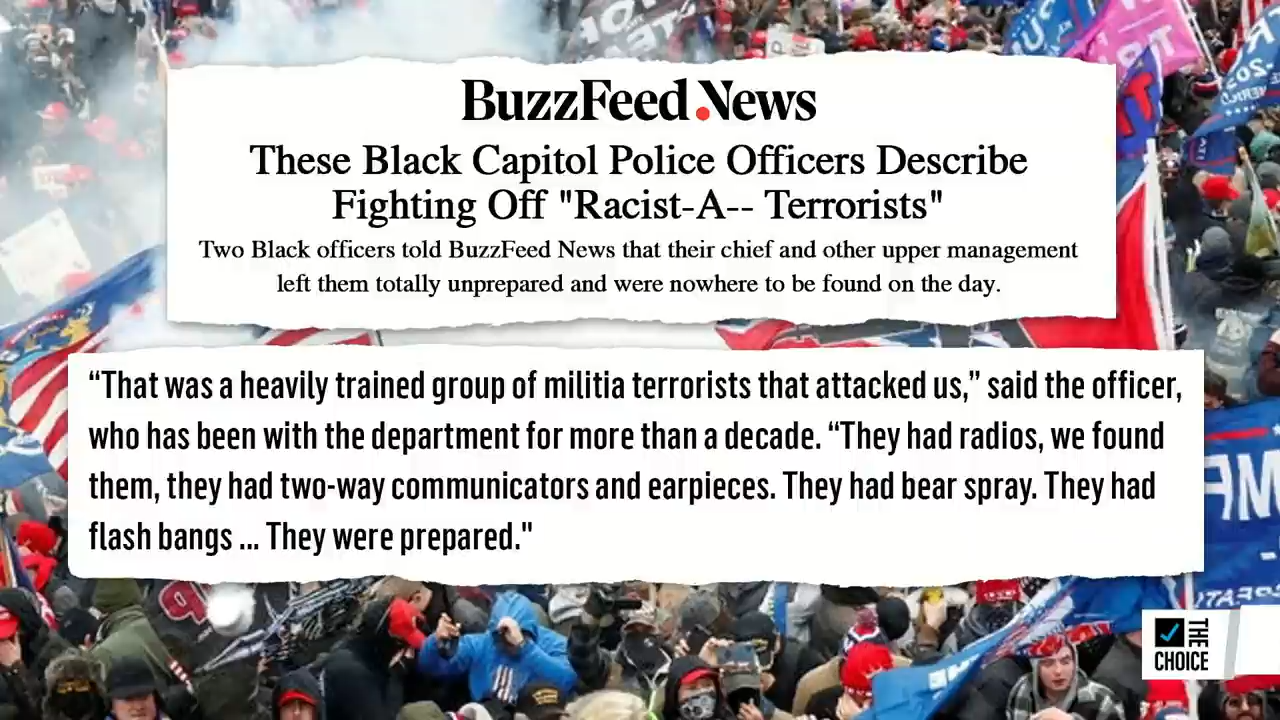 BuzzFeed News
These Black Capitol Police Officers Describe
Fighting Off "Racist-A-- Terrorists"
Two Black officers told BuzzFeed News that their chief and other upper management
left them totally unprepared and were nowhere to be found on the day.
“That was a heavily trained group of militia terrorists that attacked us,” said the officer,
who has been with the department for more than a decade. “They had radios, we found
them, they had two-way communicators and earpieces. They had bear spray. They had
flash bangs ... They were prepared."
THE
CHOICE